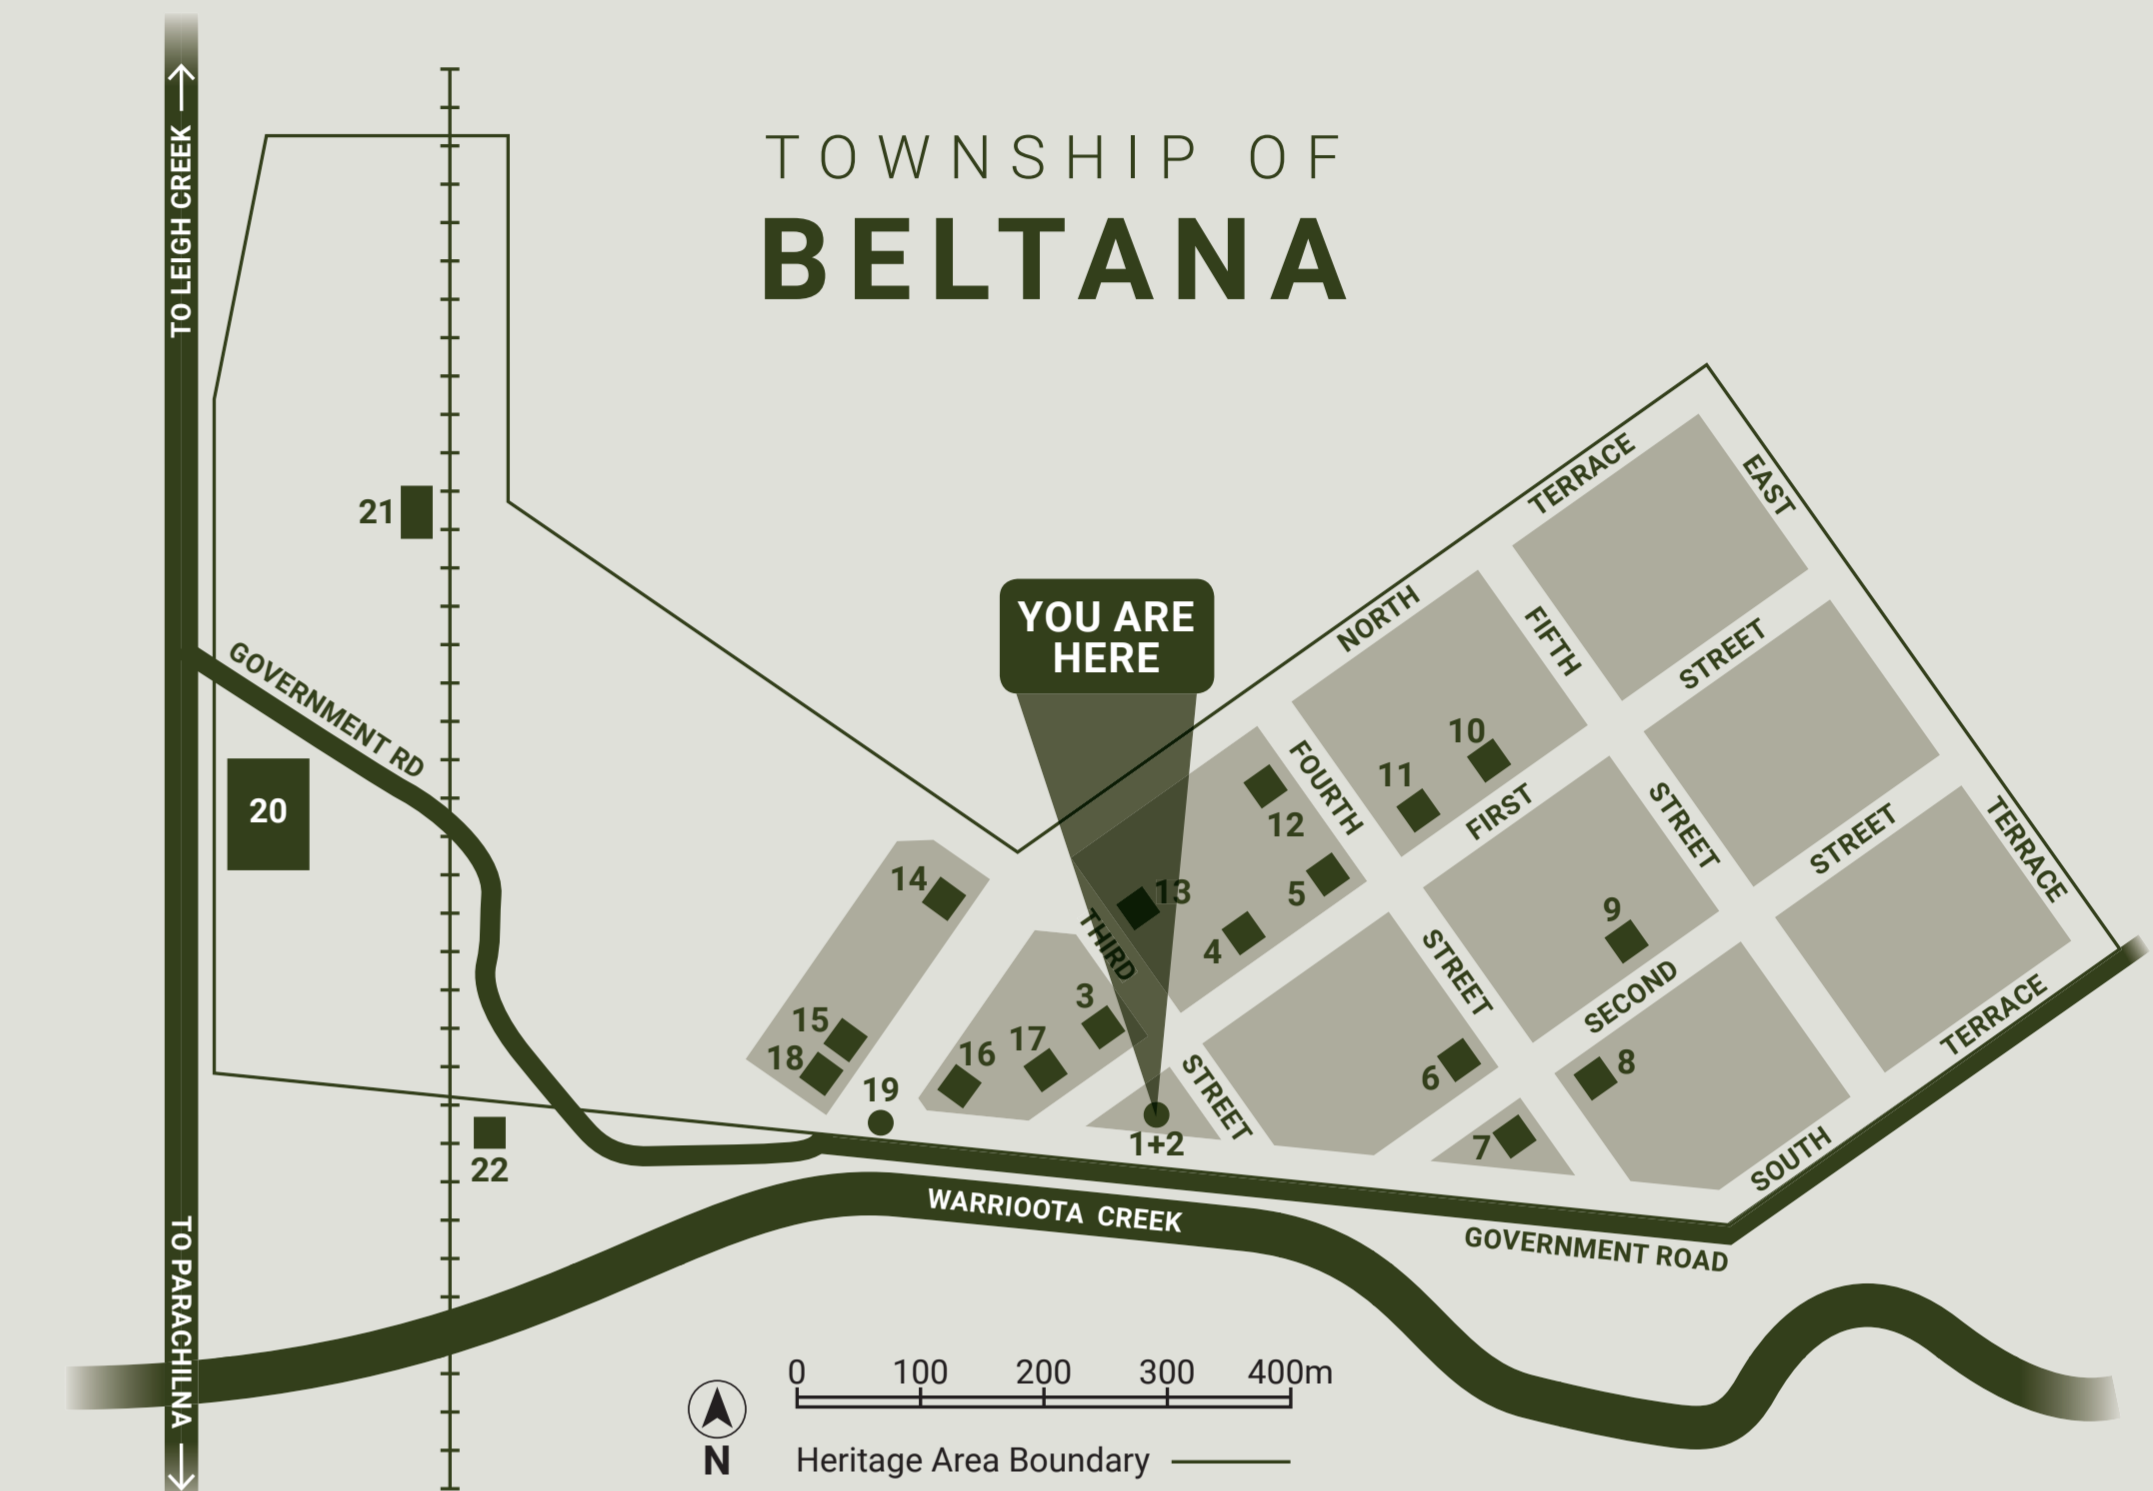 TOWNSHIP OF
BELTANA
TO LEIGH CREEK
TERRACE
EAST
21
YOU ARE
HERE
NORTH
FIFTH
STREET
GOVERNMENT RD
10
11
FOURTH
12
FIRST
STREET
STREET
TERRACE
20
14
13
5
4
THIRD
9
STREET
SECOND
TERRACE
3
15
18
16
17
19
STREET
6
8
1+2
7
SOUTH
22
WARRIOOTA CREEK
GOVERNMENT ROAD
TO PARACHILNA
0 100 200 300 400m
N
Heritage Area Boundary